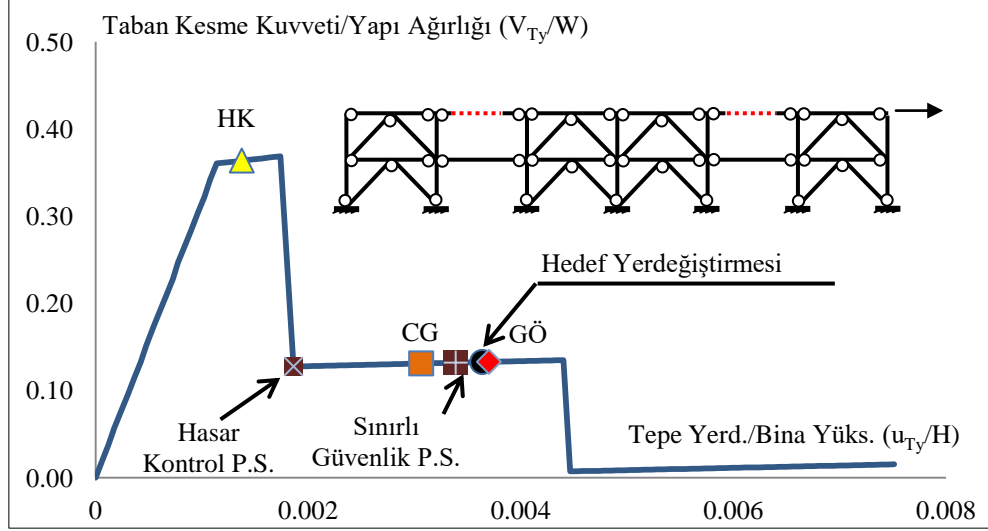 Taban Kesme Kuvveti/Yapı Ağırlığı (V_Ty/W)
0.50
0.40
0.30
0.20
0.10
0.00
HK
Hedef Yerdeğiştirmesi
CG
GÖ
Hasar
Kontrol P.S.
Sınırlı
Güvenlik P.S.
Tepe Yerd./Bina Yüks. (u_Ty/H)
0
0.002
0.004
0.006
0.008